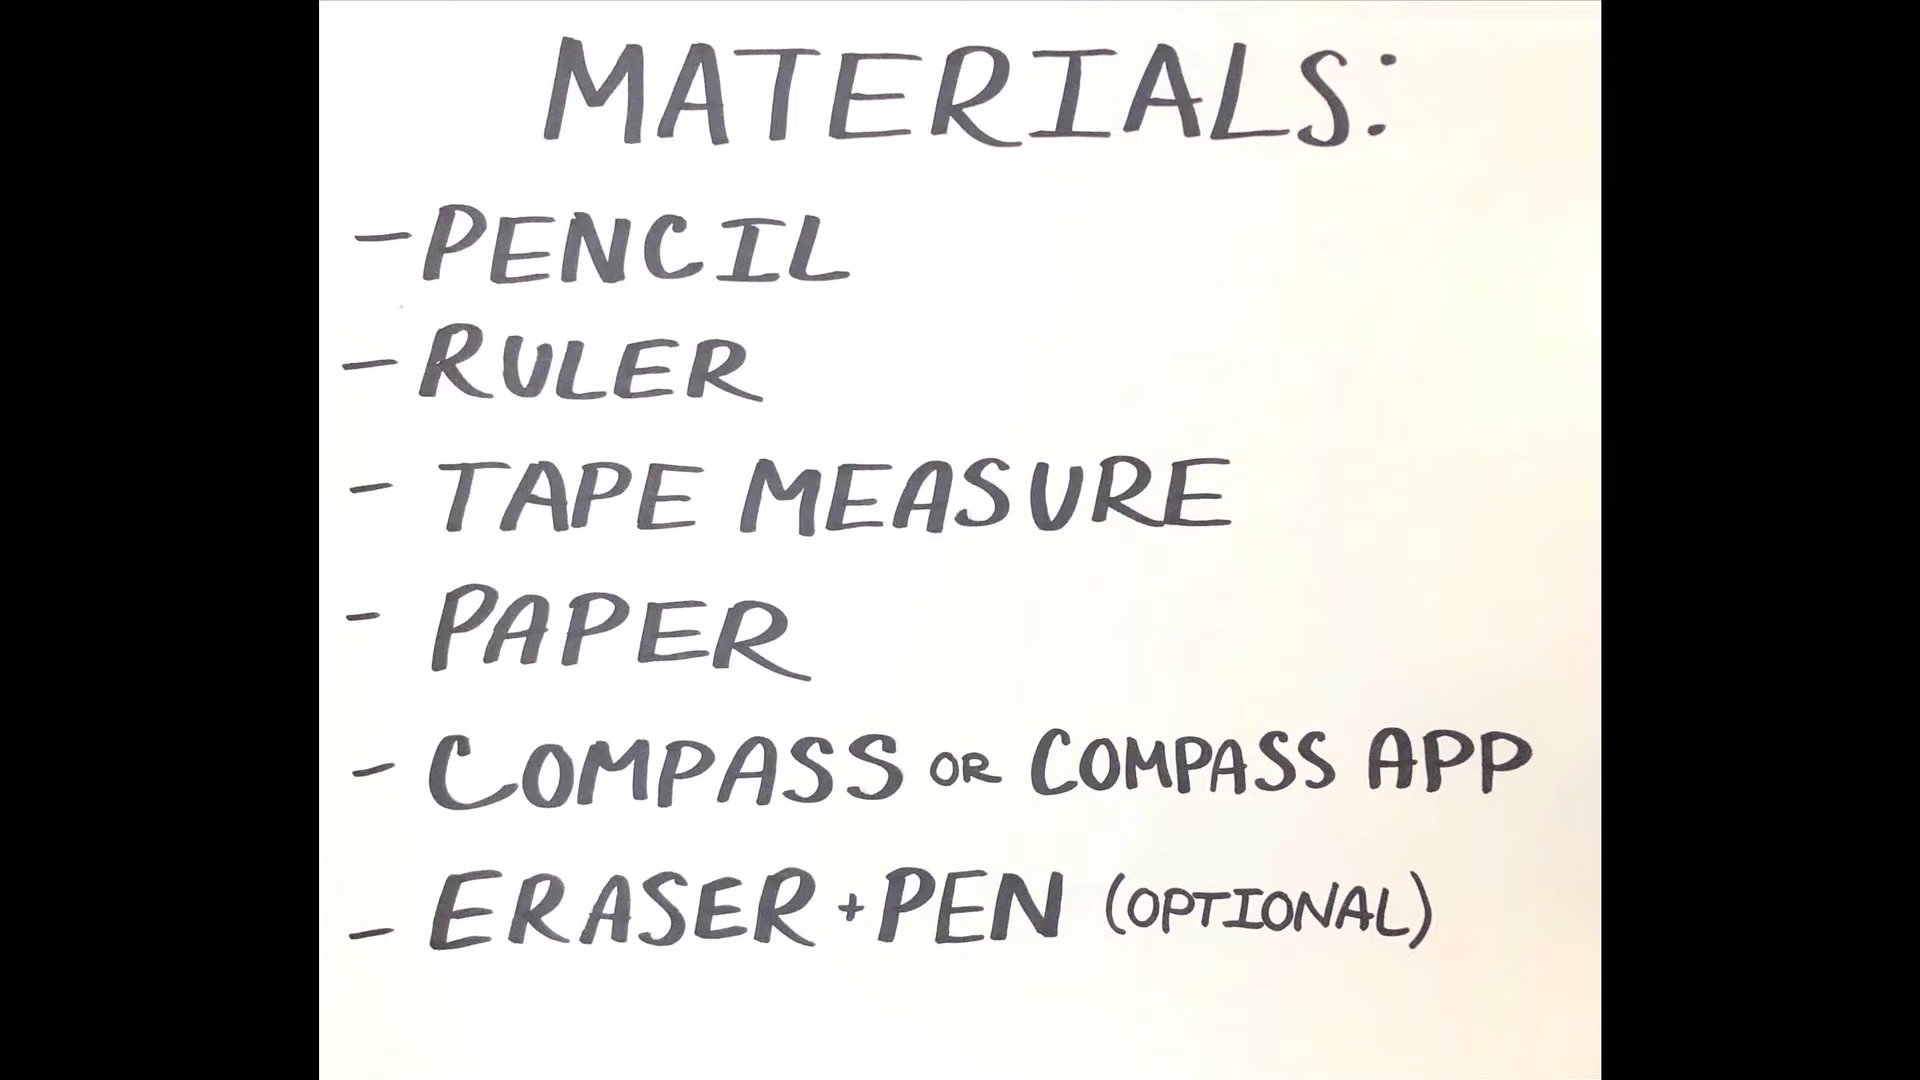 MATERIALS:
- PENCIL
- RULER
- TAPE MEASURE
- PAPER
- COMPASS OR COMPASS APP
- ERASER + PEN (OPTIONAL)